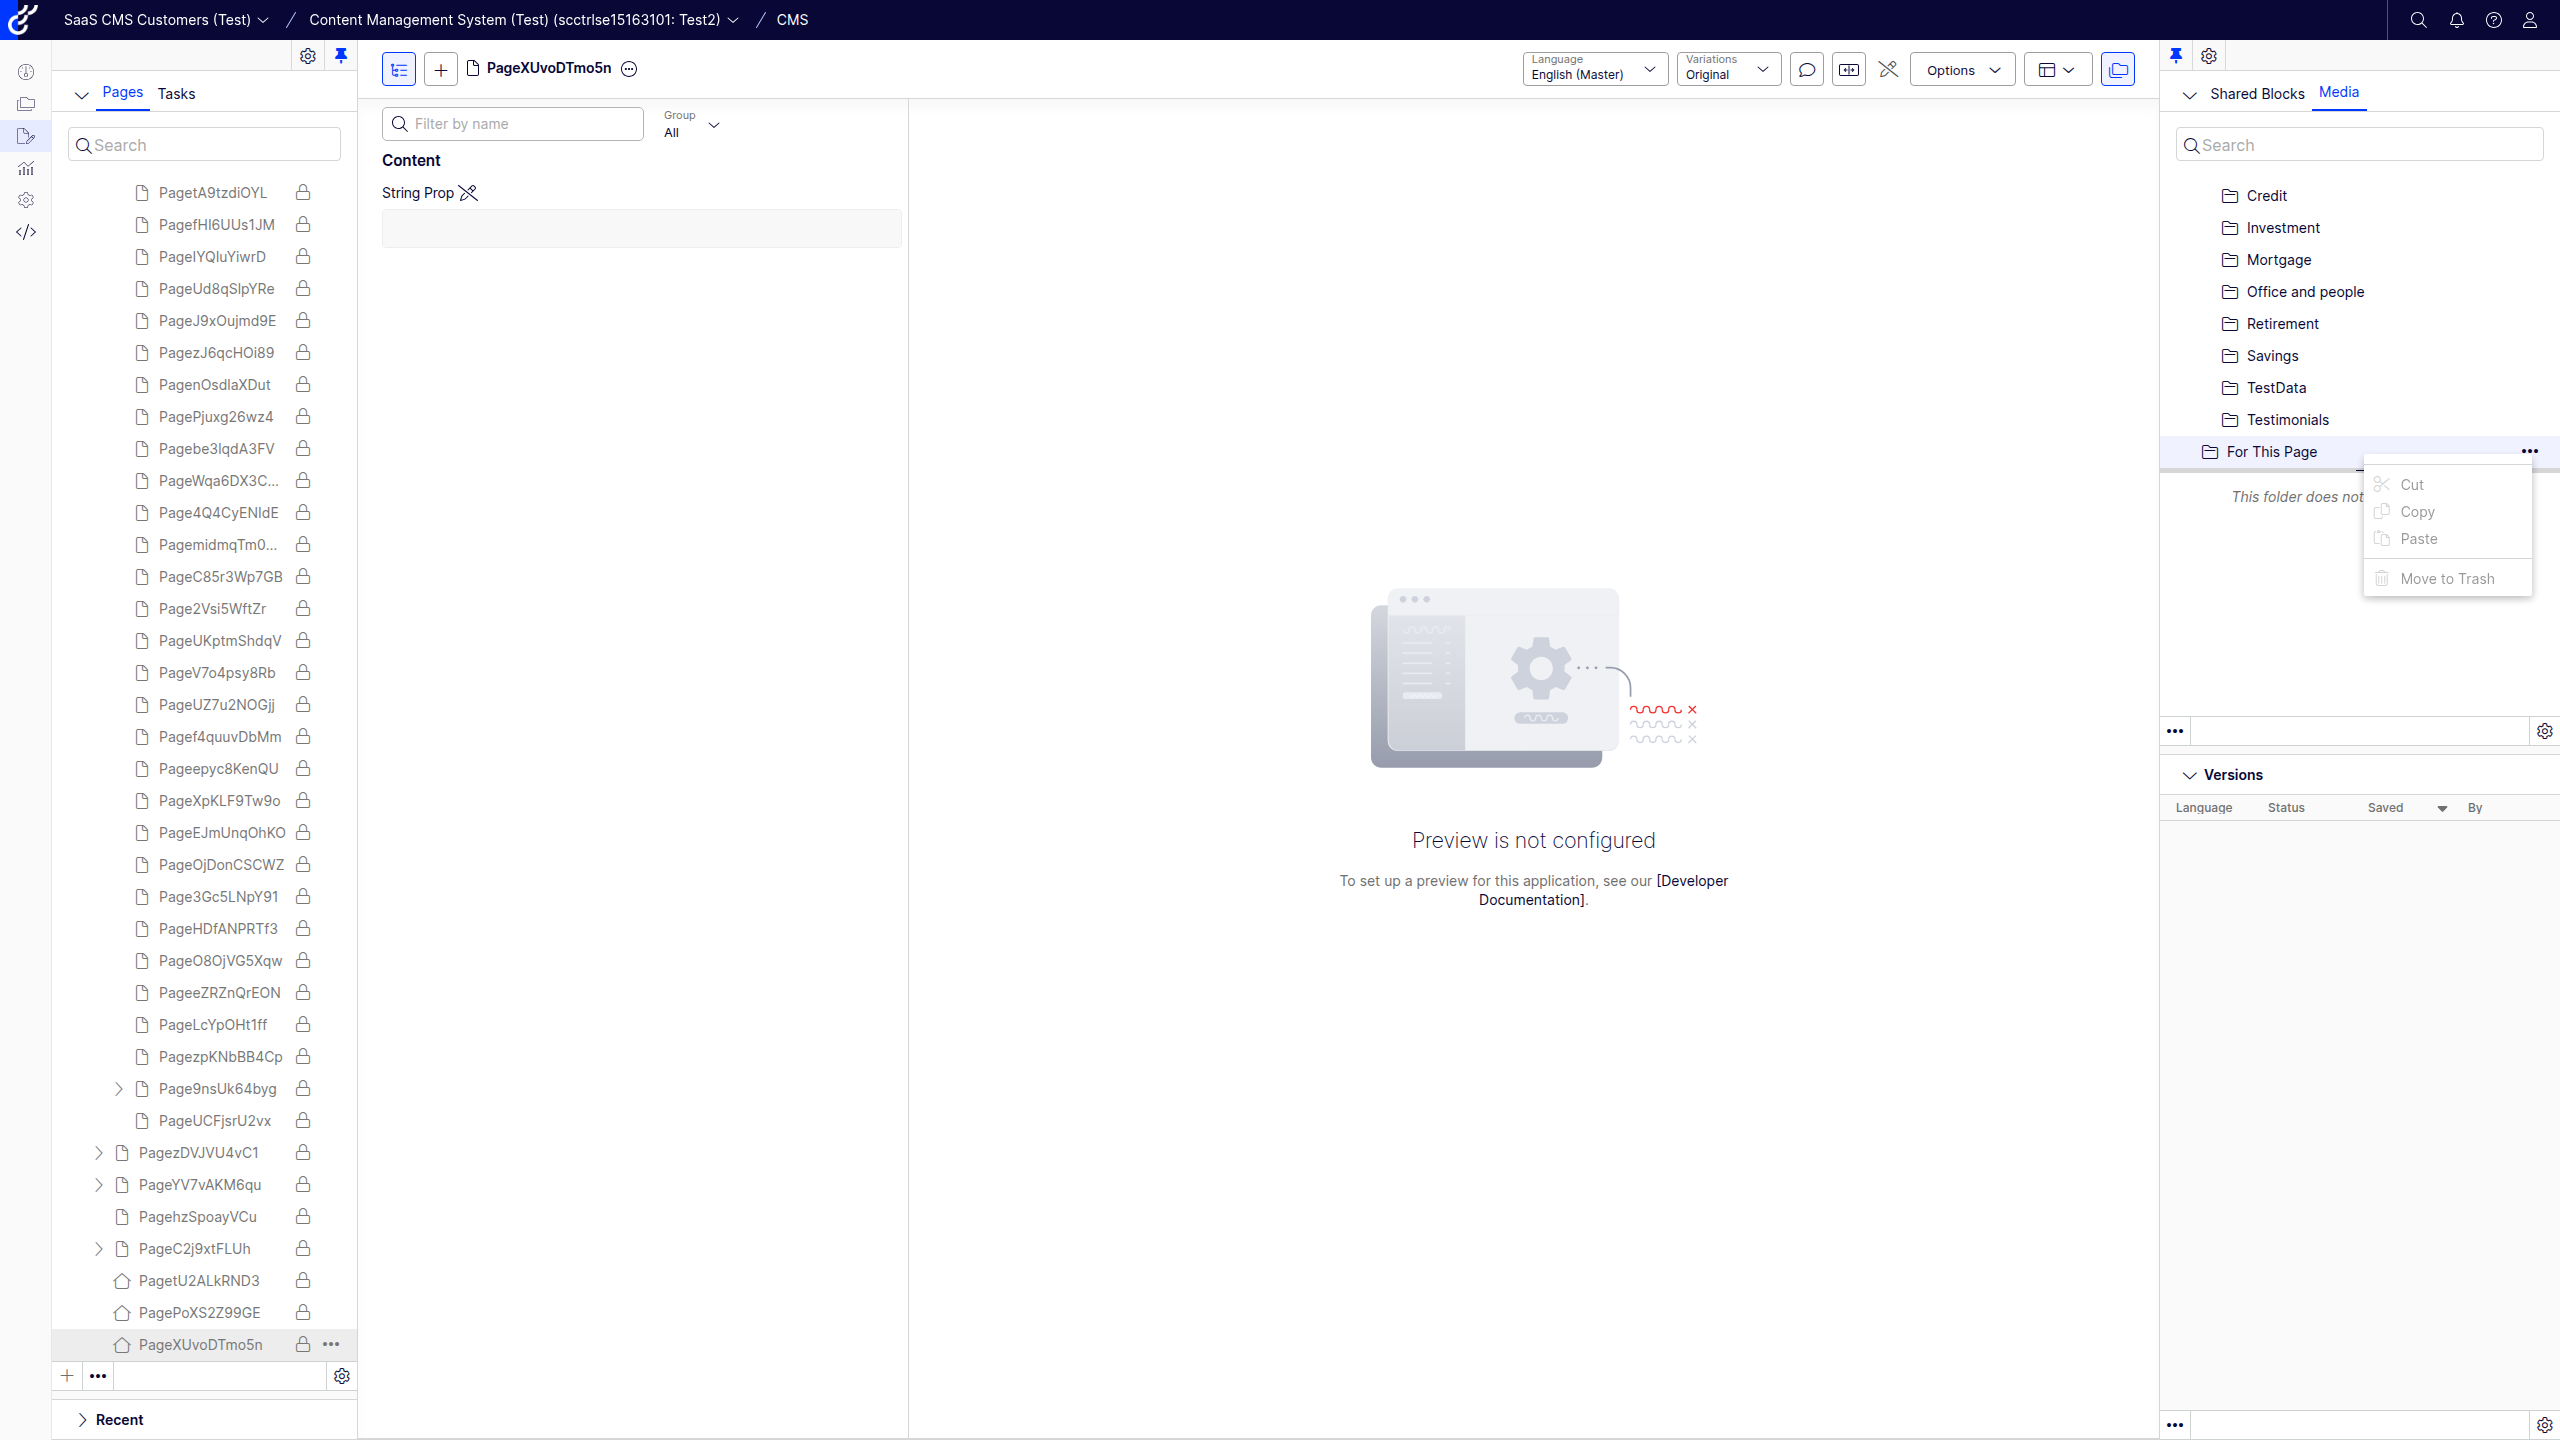 SaaS CMS Customers (Test) / Content Management System (Test) (scctrlse15163101: Test2) / CMS
Pages Tasks
Search
PagetA9tzdiOYL
PagefHI6UUs1JM
PageIYQluYiwrD
PageUd8qSlpYRe
PageJ9xOujmd9E
PagezJ6qcHOi89
PagenOsdlaXDut
PagePjuxg26wz4
Pagebe3lqdA3FV
PageWqa6DX3C...
Page4Q4CyENldE
PagemidmqTm0...
PageC85r3Wp7GB
Page2Vsi5WftZr
PageUKptmShdqV
PageV7o4psy8Rb
PageUZ7u2NOGjj
Pagef4quuvDbMm
Pageepyc8KenQU
PageXpKLF9Tw9o
PageEJmUnqOhKO
PageOjDonCSCWZ
Page3Gc5LNpY91
PageHDfANPRTf3
PageO8OjVG5Xqw
PageeZRZnQrEON
PageLcYpOHt1ff
PagezpKNbBB4Cp
Page9nsUk64byg
PageUCFjsrU2vx
PagezDVJVU4vC1
PageYV7vAKM6qu
PagehzSpoayVCu
PageC2j9xtFLUh
PagetU2ALkRND3
PagePoXS2Z99GE
PageXUvoDTmo5n
Recent
PageXUvoDTmo5n
Language
English (Master)
Variations
Original
Options
Filter by name
Group
All
Content
String Prop
Preview is not configured
To set up a preview for this application, see our [Developer
Documentation].
Shared Blocks Media
Search
Credit
Investment
Mortgage
Office and people
Retirement
Savings
TestData
Testimonials
For This Page
This folder does not
Cut
Copy
Paste
Move to Trash
Versions
Language Status Saved By